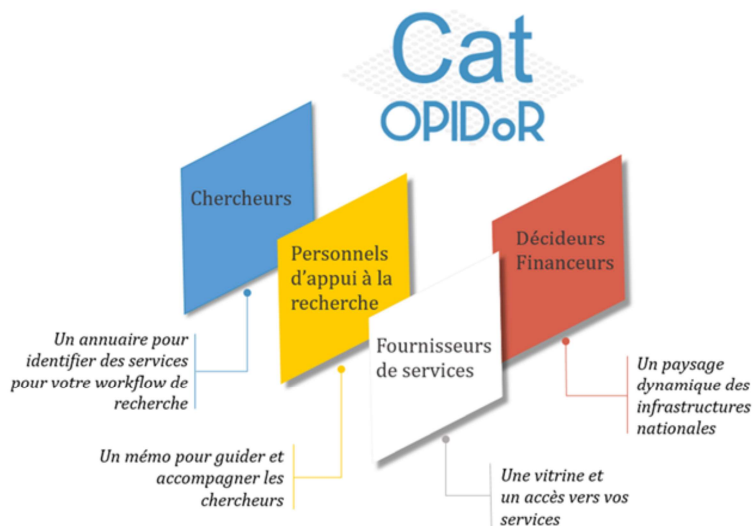 Cat
OPIDoR
Chercheurs
Personnels
d'appui à la
recherche
Fournisseurs
de services
Décideurs
Financeurs
Un annuaire pour
identifier des services
pour votre workflow de
recherche
Un mémo pour guider et
accompagner les
chercheurs
Une vitrine et
un accès vers vos
services
Un paysage
dynamique des
infrastructures
nationales